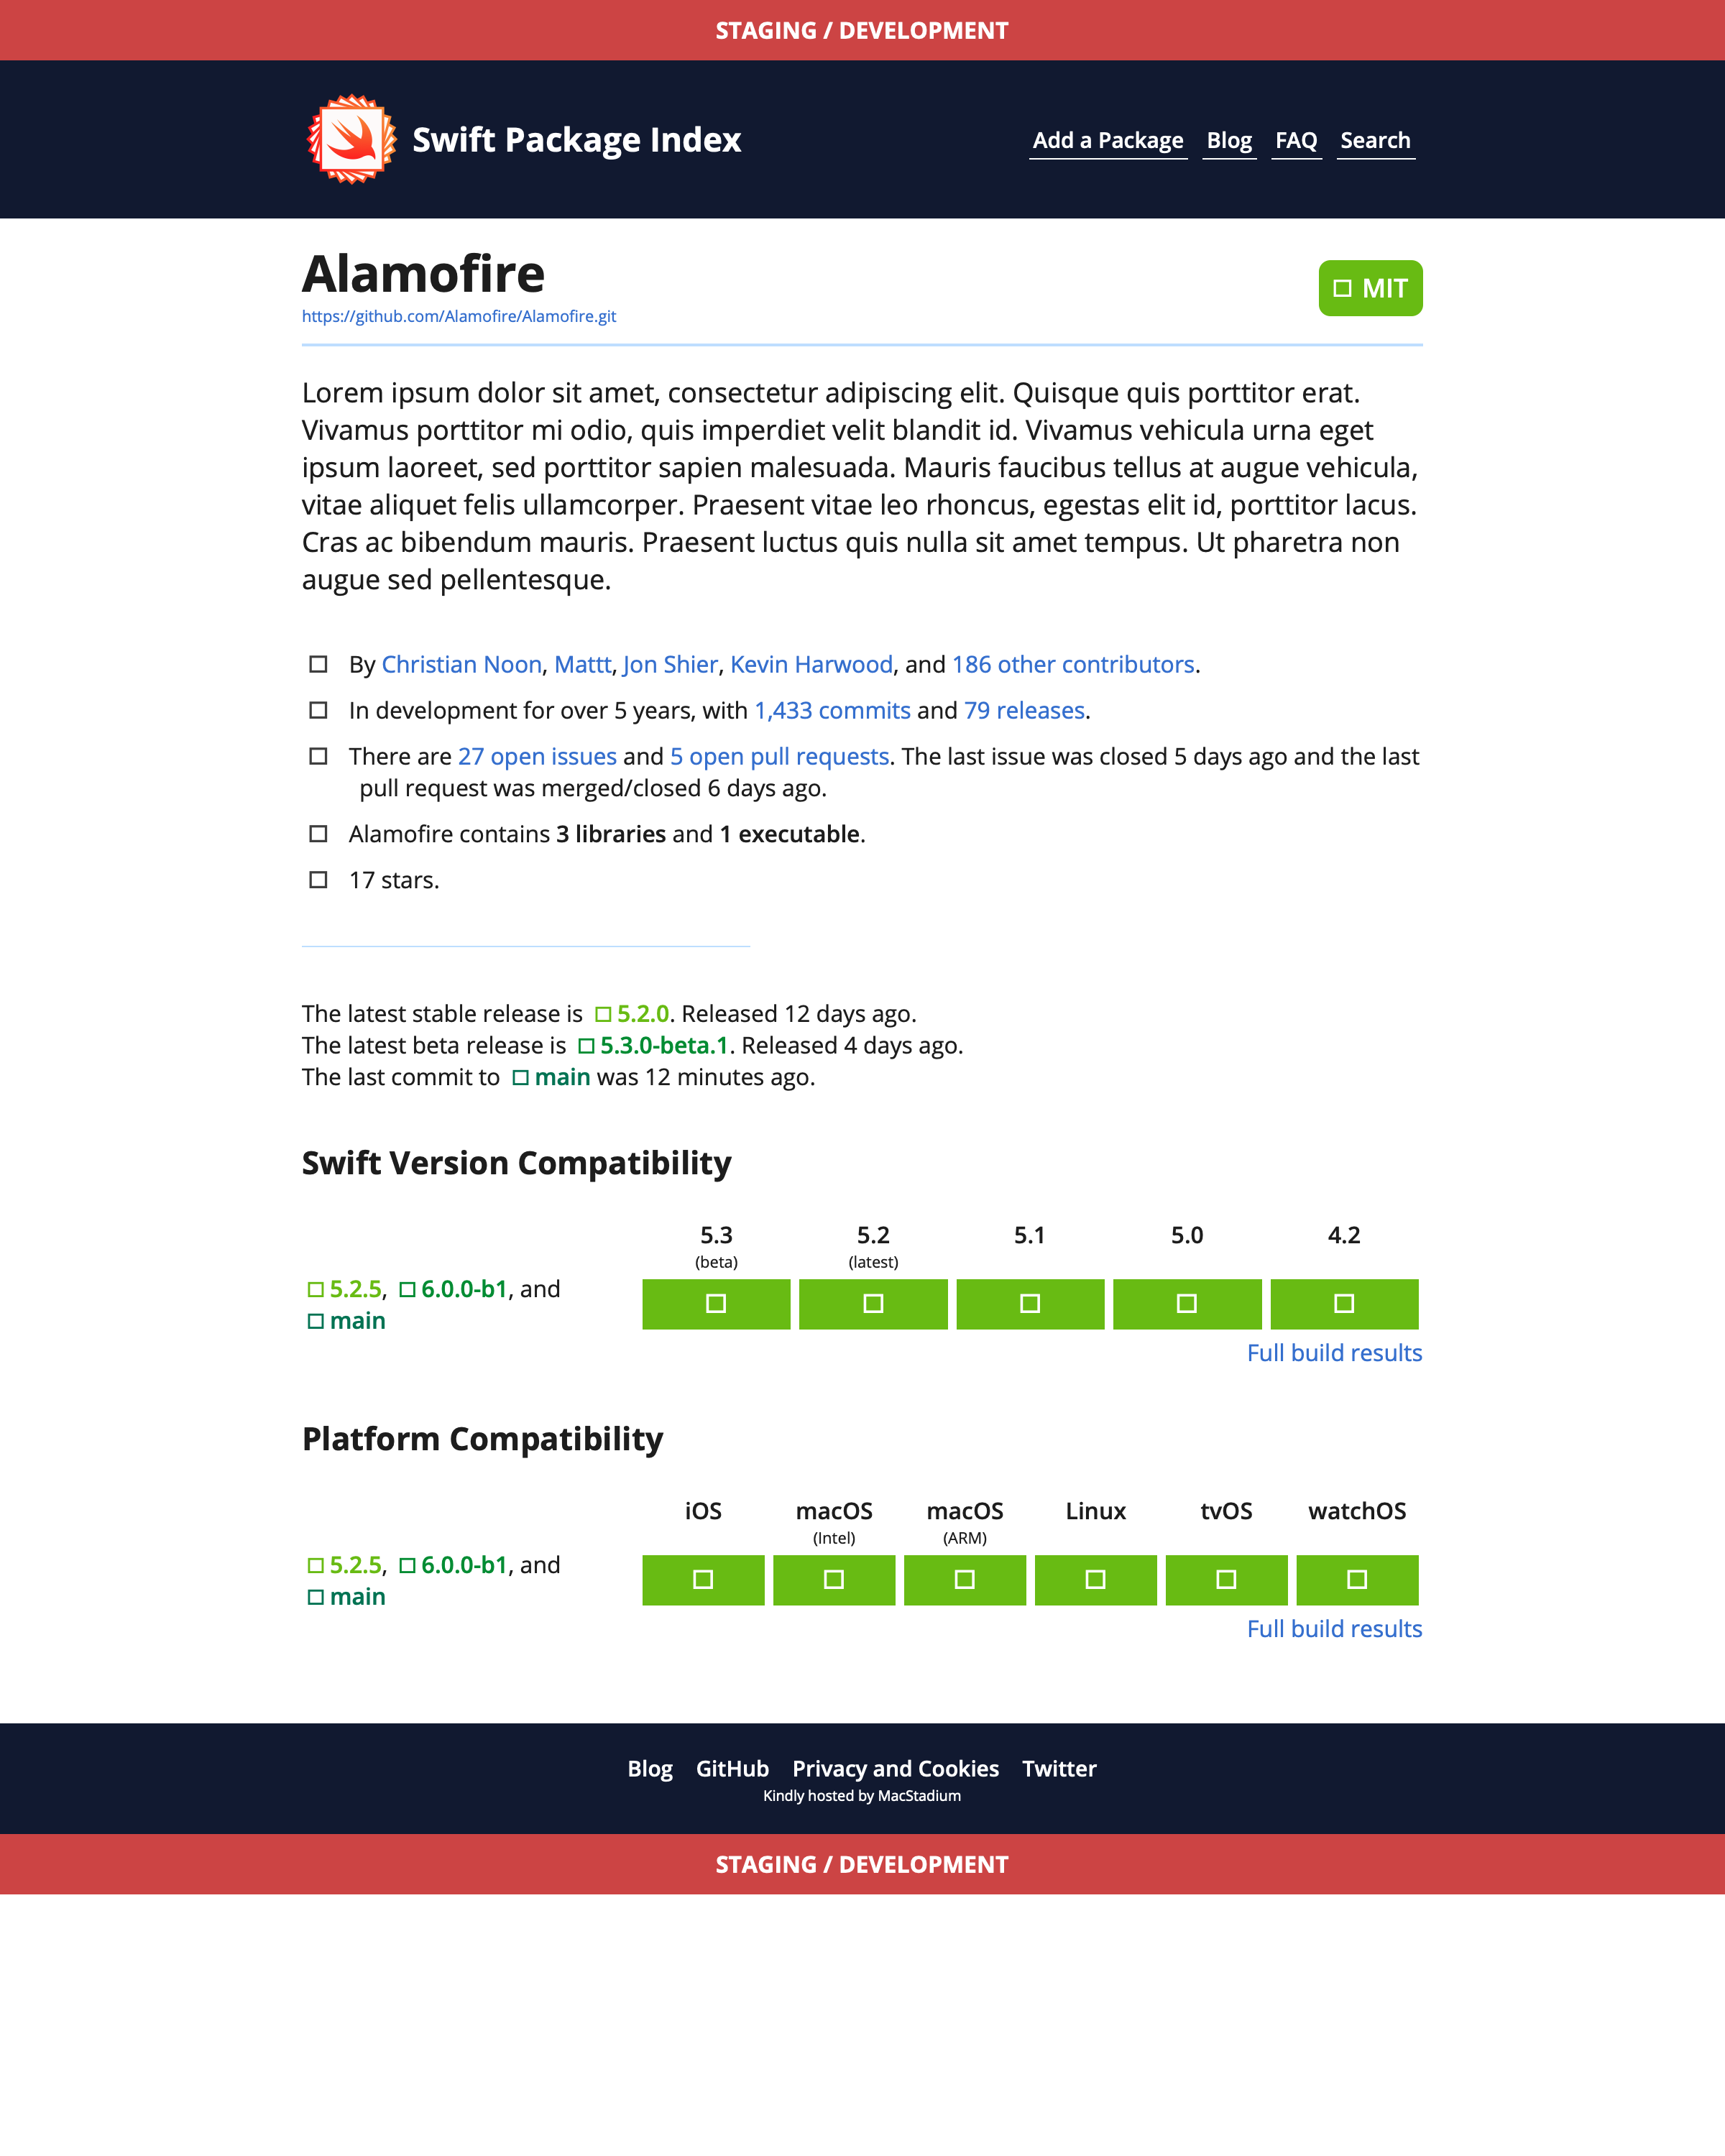 STAGING / DEVELOPMENT
Swift Package Index
Add a Package Blog FAQ Search
Alamofire
MIT
https://github.com/Alamofire/Alamofire.git
Lorem ipsum dolor sit amet, consectetur adipiscing elit. Quisque quis porttitor erat.
Vivamus porttitor mi odio, quis imperdiet velit blandit id. Vivamus vehicula urna eget
ipsum laoreet, sed porttitor sapien malesuada. Mauris faucibus tellus at augue vehicula,
vitae aliquet felis ullamcorper. Praesent vitae leo rhoncus, egestas elit id, porttitor lacus.
Cras ac bibendum mauris. Praesent luctus quis nulla sit amet tempus. Ut pharetra non
augue sed pellentesque.
By Christian Noon, Mattt, Jon Shier, Kevin Harwood, and 186 other contributors.
In development for over 5 years, with 1,433 commits and 79 releases.
There are 27 open issues and 5 open pull requests. The last issue was closed 5 days ago and the last
pull request was merged/closed 6 days ago.
Alamofire contains 3 libraries and 1 executable.
17 stars.
The latest stable release is 5.2.0. Released 12 days ago.
The latest beta release is 5.3.0-beta.1. Released 4 days ago.
The last commit to main was 12 minutes ago.
Swift Version Compatibility
5.3 5.2 5.1 5.0 4.2
(beta) (latest)
5.2.5, 6.0.0-b1, and
main
Full build results
Platform Compatibility
iOS macOS macOS Linux tvOS watchOS
(Intel) (ARM)
5.2.5, 6.0.0-b1, and
main
Full build results
Blog GitHub Privacy and Cookies Twitter
Kindly hosted by MacStadium
STAGING / DEVELOPMENT